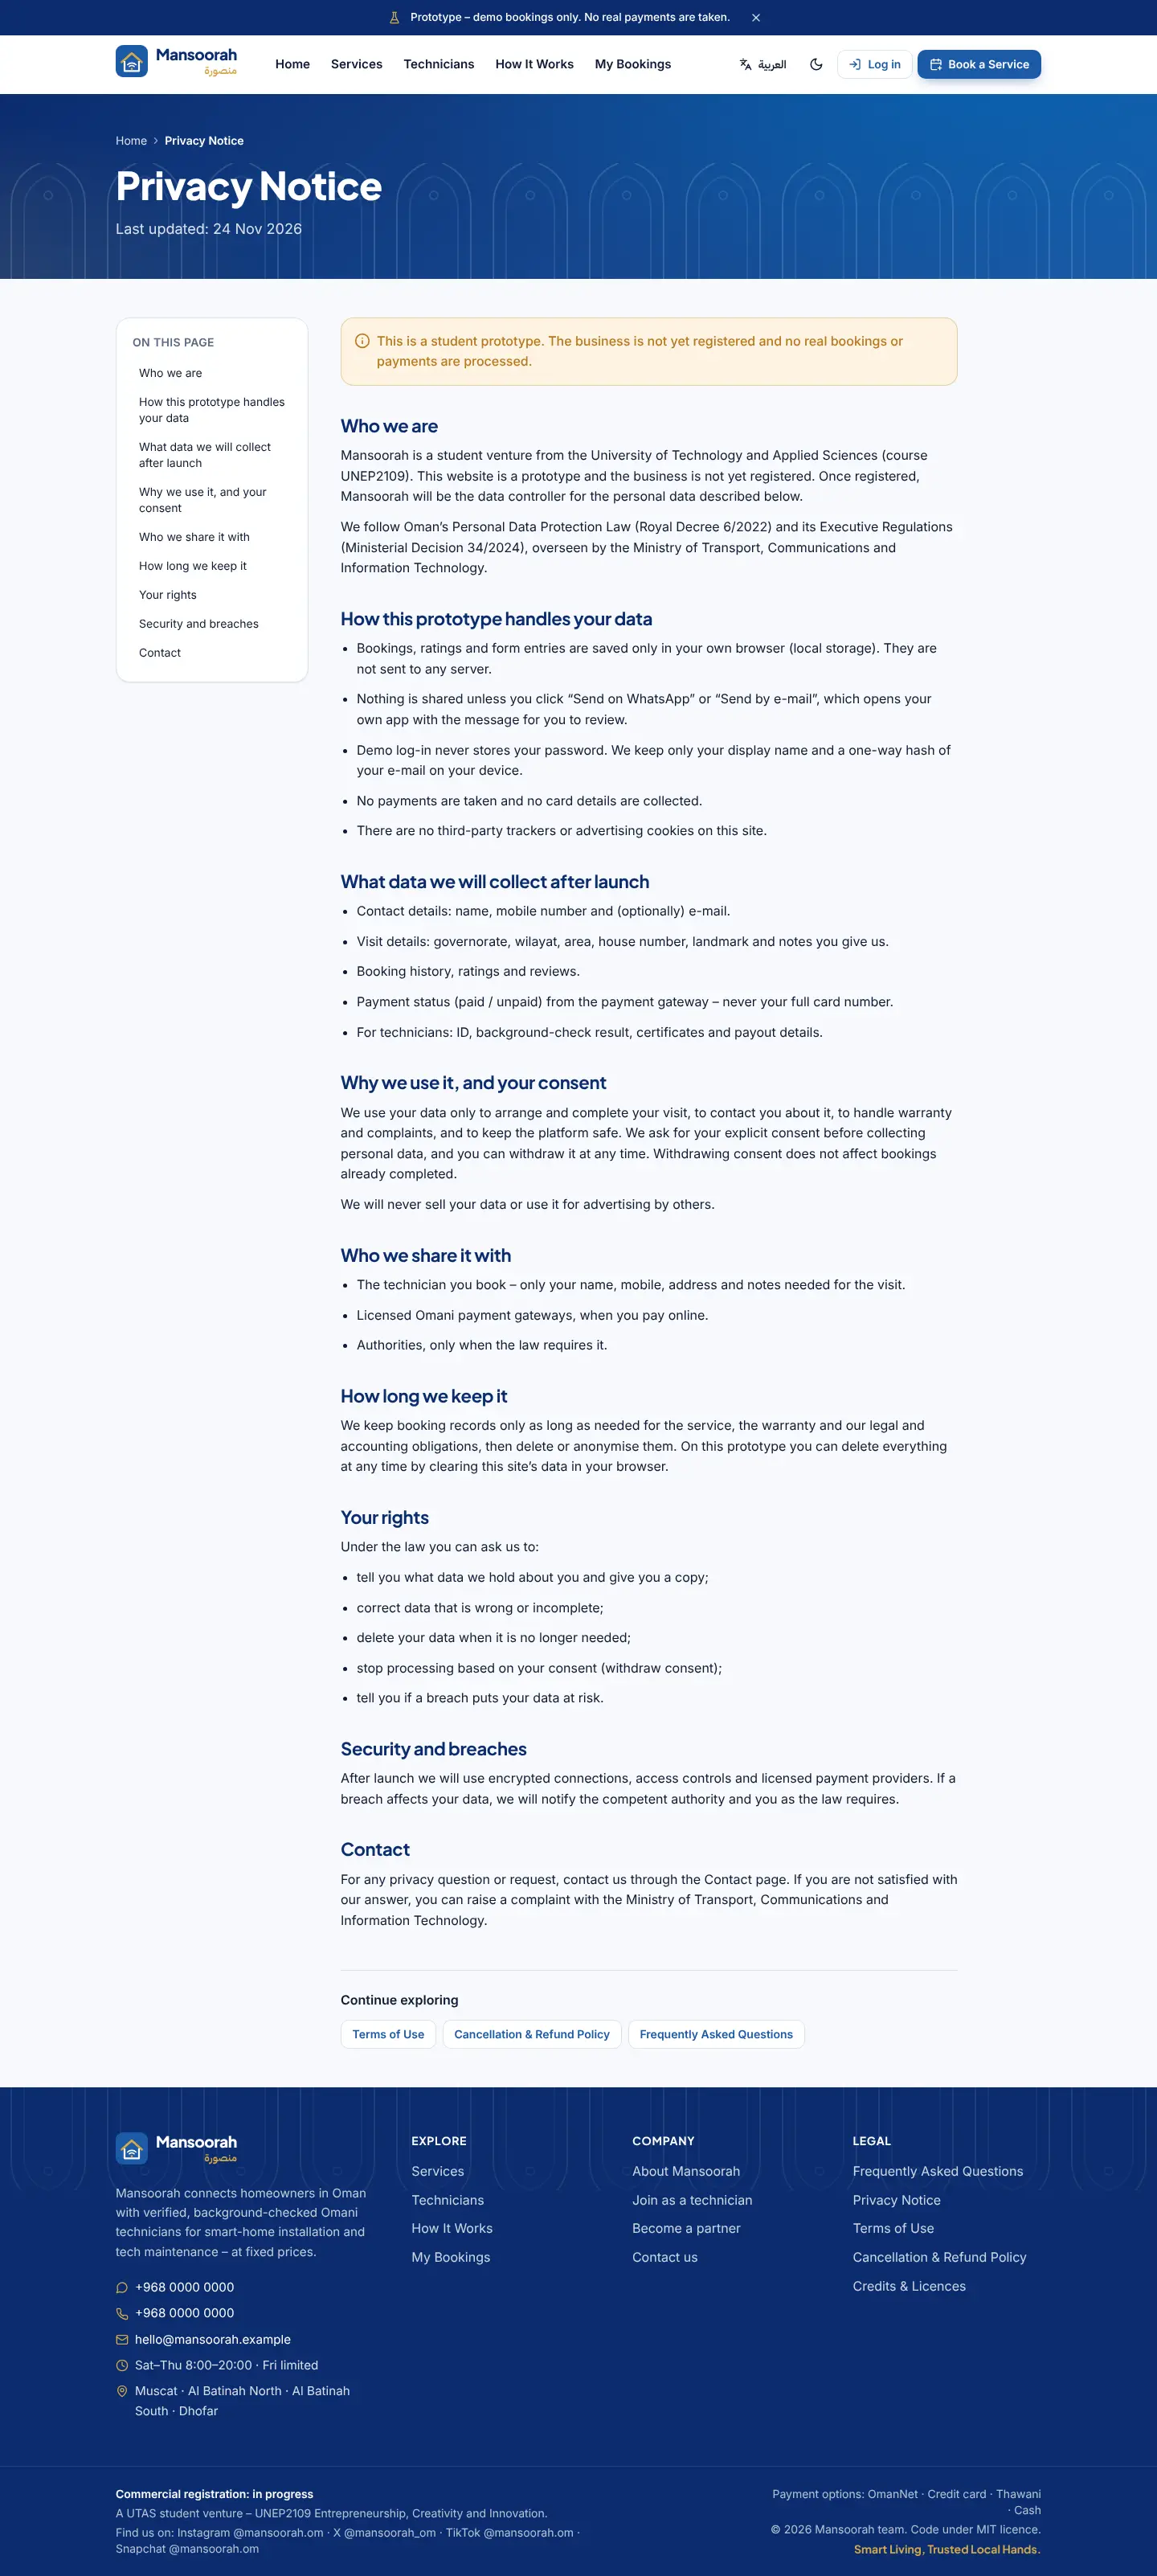 Prototype – demo bookings only. No real payments are taken.
Mansoorah
منصورة
Home
Services
Technicians
How It Works
My Bookings
العربية
Log in
Book a Service
Home
Privacy Notice
Privacy Notice
Last updated: 24 Nov 2026
ON THIS PAGE
Who we are
How this prototype handles
your data
What data we will collect
after launch
Why we use it, and your
consent
Who we share it with
How long we keep it
Your rights
Security and breaches
Contact
This is a student prototype. The business is not yet registered and no real bookings or
payments are processed.
Who we are
Mansoorah is a student venture from the University of Technology and Applied Sciences (course
UNEP2109). This website is a prototype and the business is not yet registered. Once registered,
Mansoorah will be the data controller for the personal data described below.
We follow Oman’s Personal Data Protection Law (Royal Decree 6/2022) and its Executive Regulations
(Ministerial Decision 34/2024), overseen by the Ministry of Transport, Communications and
Information Technology.
How this prototype handles your data
• Bookings, ratings and form entries are saved only in your own browser (local storage). They are
not sent to any server.
• Nothing is shared unless you click “Send on WhatsApp” or “Send by e-mail”, which opens your
own app with the message for you to review.
• Demo log-in never stores your password. We keep only your display name and a one-way hash of
your e-mail on your device.
• No payments are taken and no card details are collected.
• There are no third-party trackers or advertising cookies on this site.
What data we will collect after launch
• Contact details: name, mobile number and (optionally) e-mail.
• Visit details: governorate, wilayat, area, house number, landmark and notes you give us.
• Booking history, ratings and reviews.
• Payment status (paid / unpaid) from the payment gateway – never your full card number.
• For technicians: ID, background-check result, certificates and payout details.
Why we use it, and your consent
We use your data only to arrange and complete your visit, to contact you about it, to handle warranty
and complaints, and to keep the platform safe. We ask for your explicit consent before collecting
personal data, and you can withdraw it at any time. Withdrawing consent does not affect bookings
already completed.
We will never sell your data or use it for advertising by others.
Who we share it with
• The technician you book – only your name, mobile, address and notes needed for the visit.
• Licensed Omani payment gateways, when you pay online.
• Authorities, only when the law requires it.
How long we keep it
We keep booking records only as long as needed for the service, the warranty and our legal and
accounting obligations, then delete or anonymise them. On this prototype you can delete everything
at any time by clearing this site’s data in your browser.
Your rights
Under the law you can ask us to:
• tell you what data we hold about you and give you a copy;
• correct data that is wrong or incomplete;
• delete your data when it is no longer needed;
• stop processing based on your consent (withdraw consent);
• tell you if a breach puts your data at risk.
Security and breaches
After launch we will use encrypted connections, access controls and licensed payment providers. If a
breach affects your data, we will notify the competent authority and you as the law requires.
Contact
For any privacy question or request, contact us through the Contact page. If you are not satisfied with
our answer, you can raise a complaint with the Ministry of Transport, Communications and
Information Technology.
Continue exploring
Terms of Use
Cancellation & Refund Policy
Frequently Asked Questions
Mansoorah
منصورة
Mansoorah connects homeowners in Oman
with verified, background-checked Omani
technicians for smart-home installation and
tech maintenance – at fixed prices.
+968 0000 0000
+968 0000 0000
hello@mansoorah.example
Sat–Thu 8:00–20:00 · Fri limited
Muscat · Al Batinah North · Al Batinah
South · Dhofar
EXPLORE
Services
Technicians
How It Works
My Bookings
COMPANY
About Mansoorah
Join as a technician
Become a partner
Contact us
LEGAL
Frequently Asked Questions
Privacy Notice
Terms of Use
Cancellation & Refund Policy
Credits & Licences
Commercial registration: in progress
A UTAS student venture – UNEP2109 Entrepreneurship, Creativity and Innovation.
Find us on: Instagram @mansoorah.om · X @mansoorah_om · TikTok @mansoorah.om ·
Snapchat @mansoorah.om
Payment options: OmanNet · Credit card · Thawani
· Cash
© 2026 Mansoorah team. Code under MIT licence.
Smart Living, Trusted Local Hands.